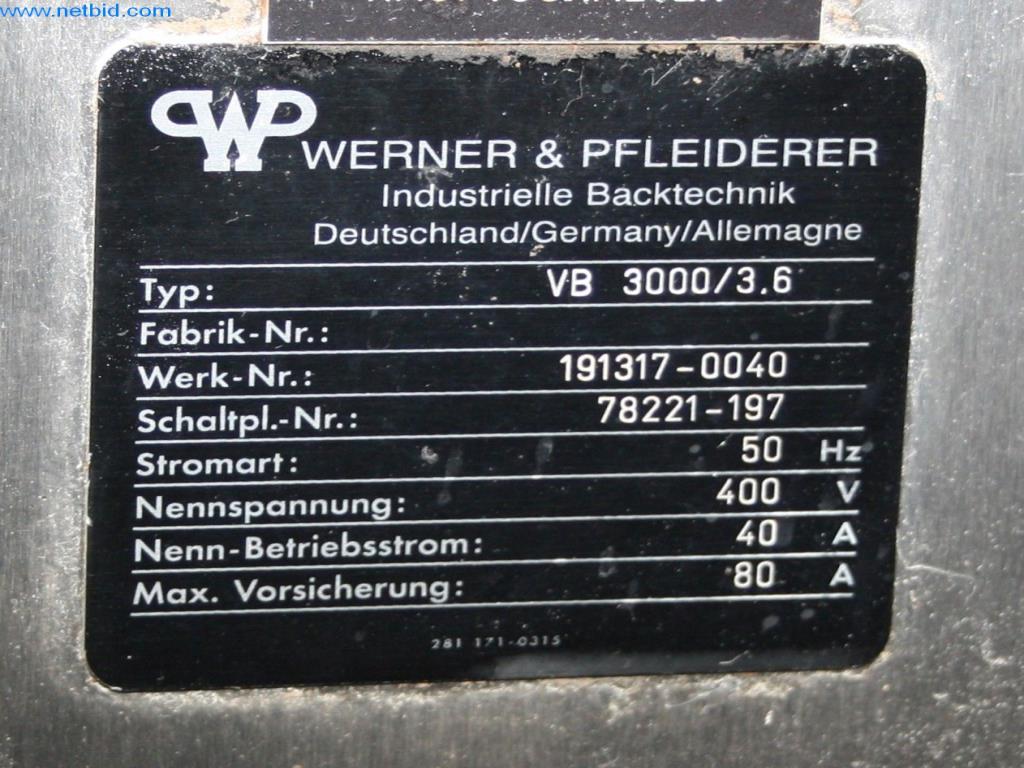 www.netbid.com
WP WERNER & PFLEIDERER
Industrielle Backtechnik
Deutschland/Germany/Allemagne
Typ: VB 3000/3.6
Fabrik-Nr.:
Werk-Nr.: 191317-0040
Schaltpl.-Nr.: 78221-197
Stromart: 50 Hz
Nennspannung: 400 V
Nenn-Betriebsstrom: 40 A
Max. Vorsicherung: 80 A
281 171-0315